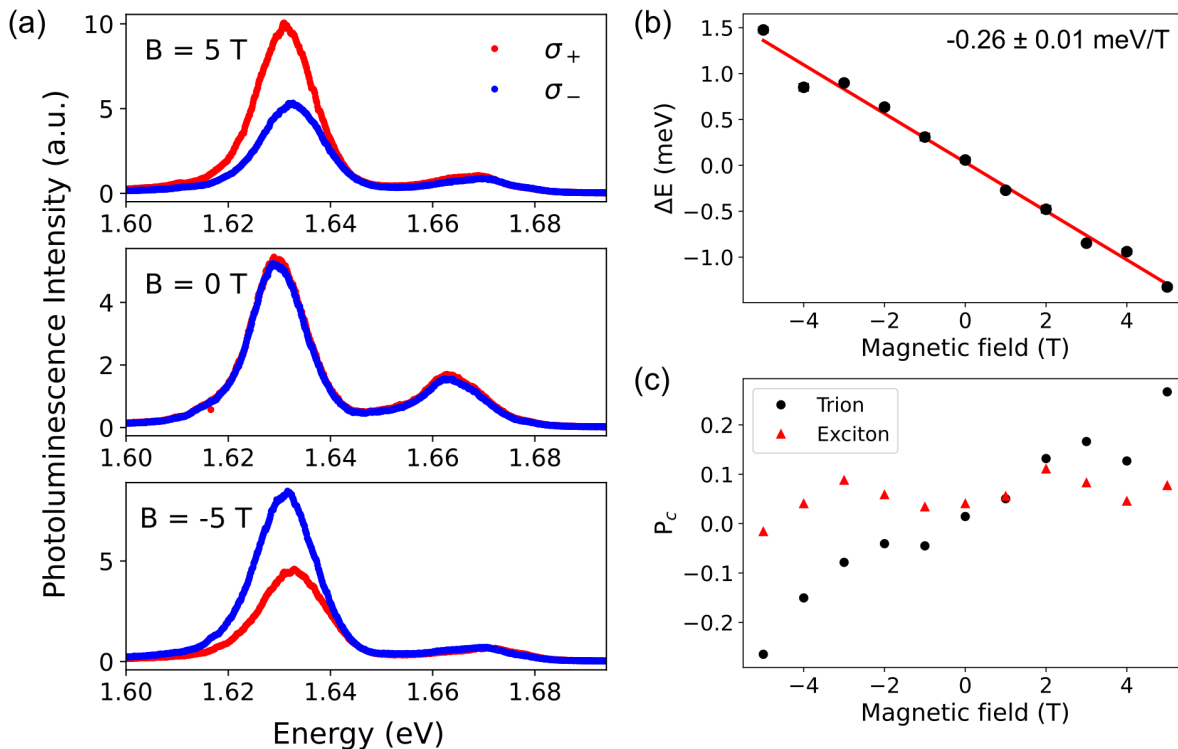 (a)
B = 5 T
σ+
σ−
10
5
0
1.60 1.62 1.64 1.66 1.68
B = 0 T
4
2
0
1.60 1.62 1.64 1.66 1.68
B = -5 T
5
0
1.60 1.62 1.64 1.66 1.68
Photoluminescence Intensity (a.u.)
Energy (eV)
(b)
-0.26 ± 0.01 meV/T
1.5
1.0
0.5
0.0
−0.5
−1.0
ΔE (meV)
−4 −2 0 2 4
Magnetic field (T)
(c)
Trion
Exciton
0.2
0.1
0.0
−0.1
−0.2
Pc
−4 −2 0 2 4
Magnetic field (T)